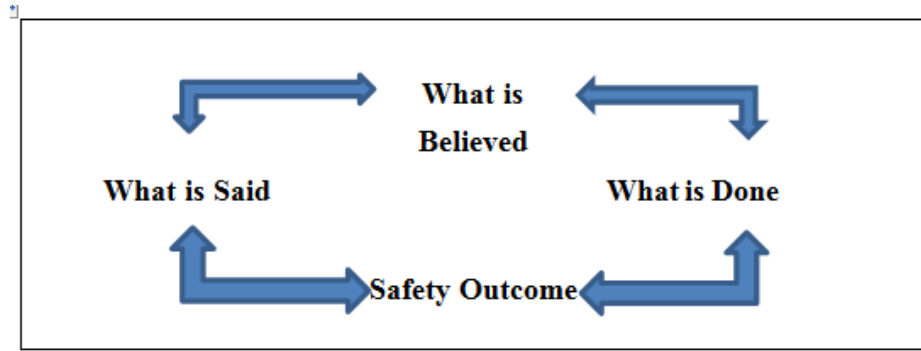 What is
Believed
What is Said
What is Done
Safety Outcome